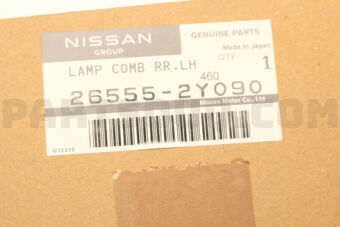 NISSAN
GROUP
GENUINE PARTS
Made in Japan
LAMP COMB RR.LH
QTY
1
460
26555-2Y090
Nissan Motor Co., Ltd.